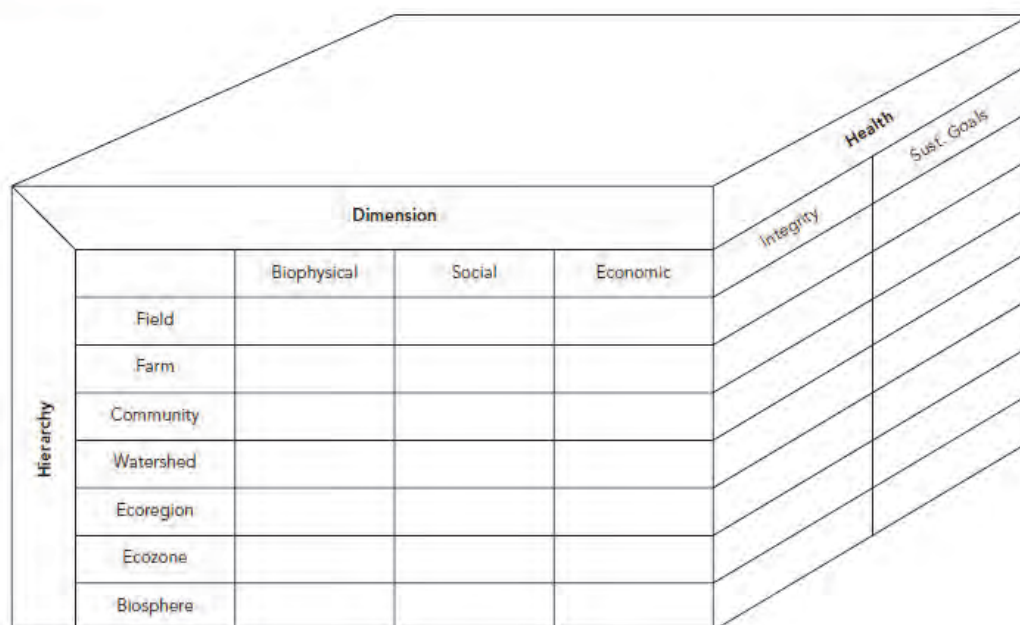 Health
Sust. Goals
Integrity
Dimension
Biophysical Social Economic
Hierarchy
Field
Farm
Community
Watershed
Ecoregion
Ecozone
Biosphere